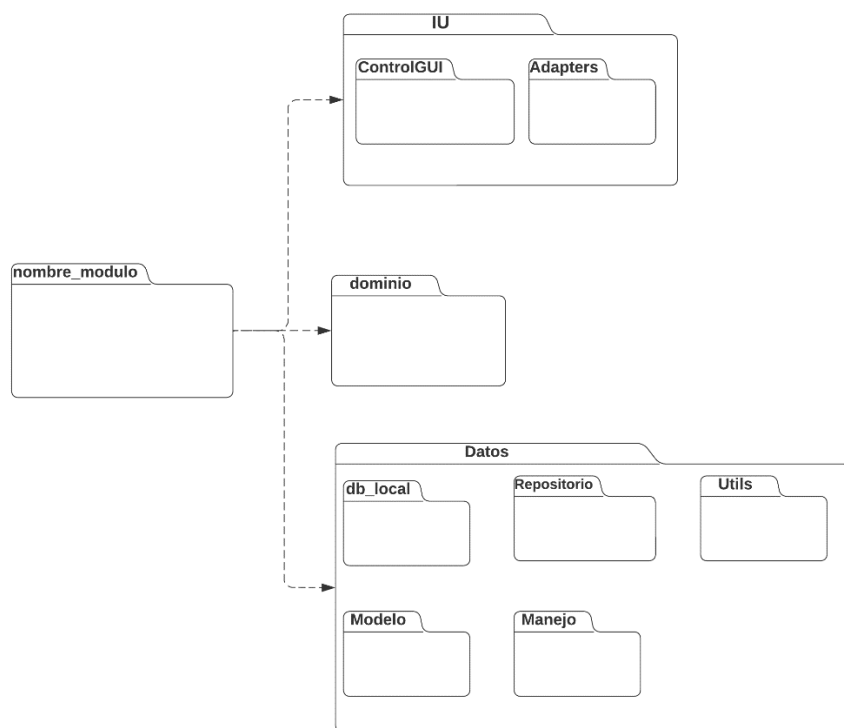 IU
ControlGUI
Adapters
nombre_modulo
dominio
Datos
db_local
Repositorio
Utils
Modelo
Manejo